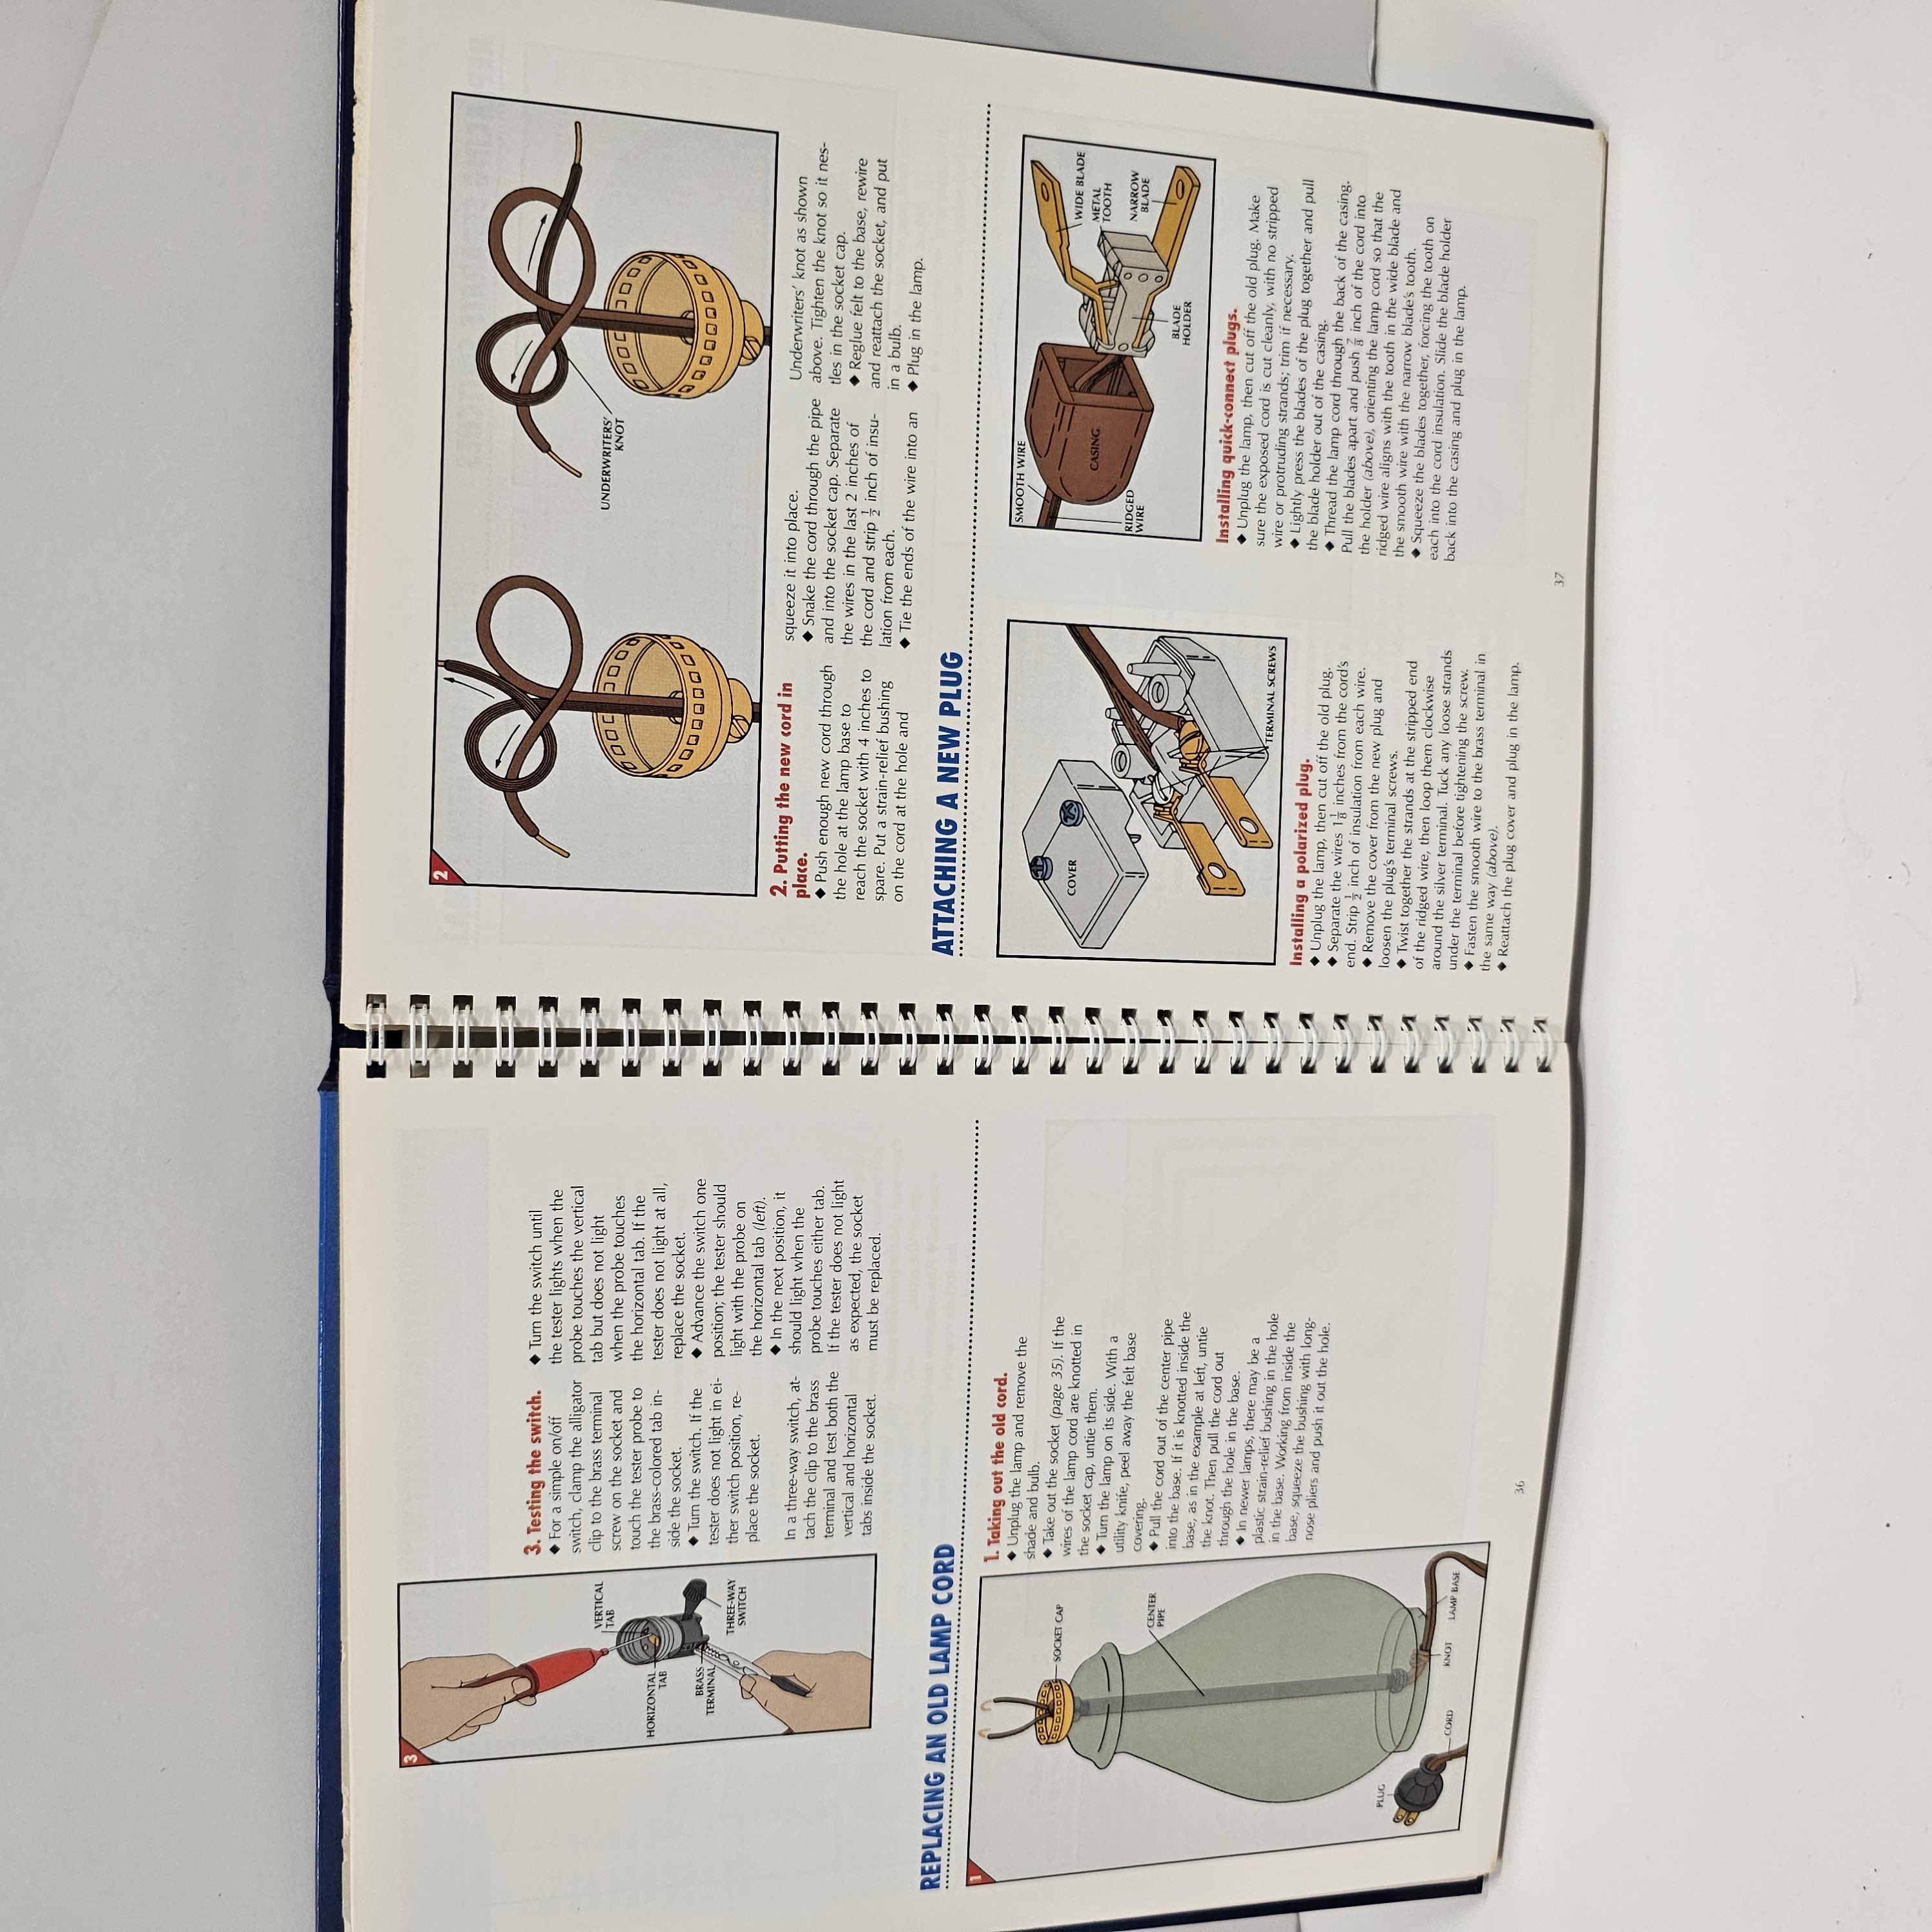 3
VERTICAL
TAB
HORIZONTAL
TAB
BRASS
TERMINAL
THREE-WAY
SWITCH
3. Testing the switch.
◆ For a simple on/off
switch, clamp the alligator
clip to the brass terminal
screw on the socket and
touch the tester probe to
the brass-colored tab in-
side the socket.
◆ Turn the switch. If the
tester does not light in ei-
ther switch position, re-
place the socket.
In a three-way switch, at-
tach the clip to the brass
terminal and test both the
vertical and horizontal
tabs inside the socket.
◆ Turn the switch until
the tester lights when the
probe touches the vertical
tab but does not light
when the probe touches
the horizontal tab. If the
tester does not light at all,
replace the socket.
◆ Advance the switch one
position; the tester should
light with the probe on
the horizontal tab (left).
◆ In the next position, it
should light when the
probe touches either tab.
If the tester does not light
as expected, the socket
must be replaced.
REPLACING AN OLD LAMP CORD
1
SOCKET CAP
CENTER
PIPE
PLUG
CORD
KNOT
LAMP BASE
1. Taking out the old cord.
◆ Unplug the lamp and remove the
shade and bulb.
◆ Take out the socket (page 35). If the
wires of the lamp cord are knotted in
the socket cap, untie them.
◆ Turn the lamp on its side. With a
utility knife, peel away the felt base
covering.
◆ Pull the cord out of the center pipe
into the base. If it is knotted inside the
base, as in the example at left, untie
the knot. Then pull the cord out
through the hole in the base.
◆ In newer lamps, there may be a
plastic strain-relief bushing in the hole
in the base. Working from inside the
base, squeeze the bushing with long-
nose pliers and push it out the hole.
36
2
UNDERWRITERS'
KNOT
2. Putting the new cord in
place.
◆ Push enough new cord through
the hole at the lamp base to
reach the socket with 4 inches to
spare. Put a strain-relief bushing
on the cord at the hole and
squeeze it into place.
◆ Snake the cord through the pipe
and into the socket cap. Separate
the wires in the last 2 inches of
the cord and strip ½ inch of insu-
lation from each.
◆ Tie the ends of the wire into an
Underwriters' knot as shown
above. Tighten the knot so it nes-
tles in the socket cap.
◆ Reglue felt to the base, rewire
and reattach the socket, and put
in a bulb.
◆ Plug in the lamp.
ATTACHING A NEW PLUG
COVER
TERMINAL SCREWS
Installing a polarized plug.
◆ Unplug the lamp, then cut off the old plug.
◆ Separate the wires 1⅛ inches from the cord's
end. Strip ½ inch of insulation from each wire.
◆ Remove the cover from the new plug and
loosen the plug's terminal screws.
◆ Twist together the strands at the stripped end
of the ridged wire, then loop them clockwise
around the silver terminal. Tuck any loose strands
under the terminal before tightening the screw.
◆ Fasten the smooth wire to the brass terminal in
the same way (above).
◆ Reattach the plug cover and plug in the lamp.
SMOOTH WIRE
CASING
RIDGED
WIRE
WIDE BLADE
METAL
TOOTH
NARROW
BLADE
BLADE
HOLDER
Installing quick-connect plugs.
◆ Unplug the lamp, then cut off the old plug. Make
sure the exposed cord is cut cleanly, with no stripped
wire or protruding strands; trim if necessary.
◆ Lightly press the blades of the plug together and pull
the blade holder out of the casing.
◆ Thread the lamp cord through the back of the casing.
Pull the blades apart and push ⅞ inch of the cord into
the holder (above), orienting the lamp cord so that the
ridged wire aligns with the tooth in the wide blade and
the smooth wire with the narrow blade's tooth.
◆ Squeeze the blades together, forcing the tooth on
each into the cord insulation. Slide the blade holder
back into the casing and plug in the lamp.
37